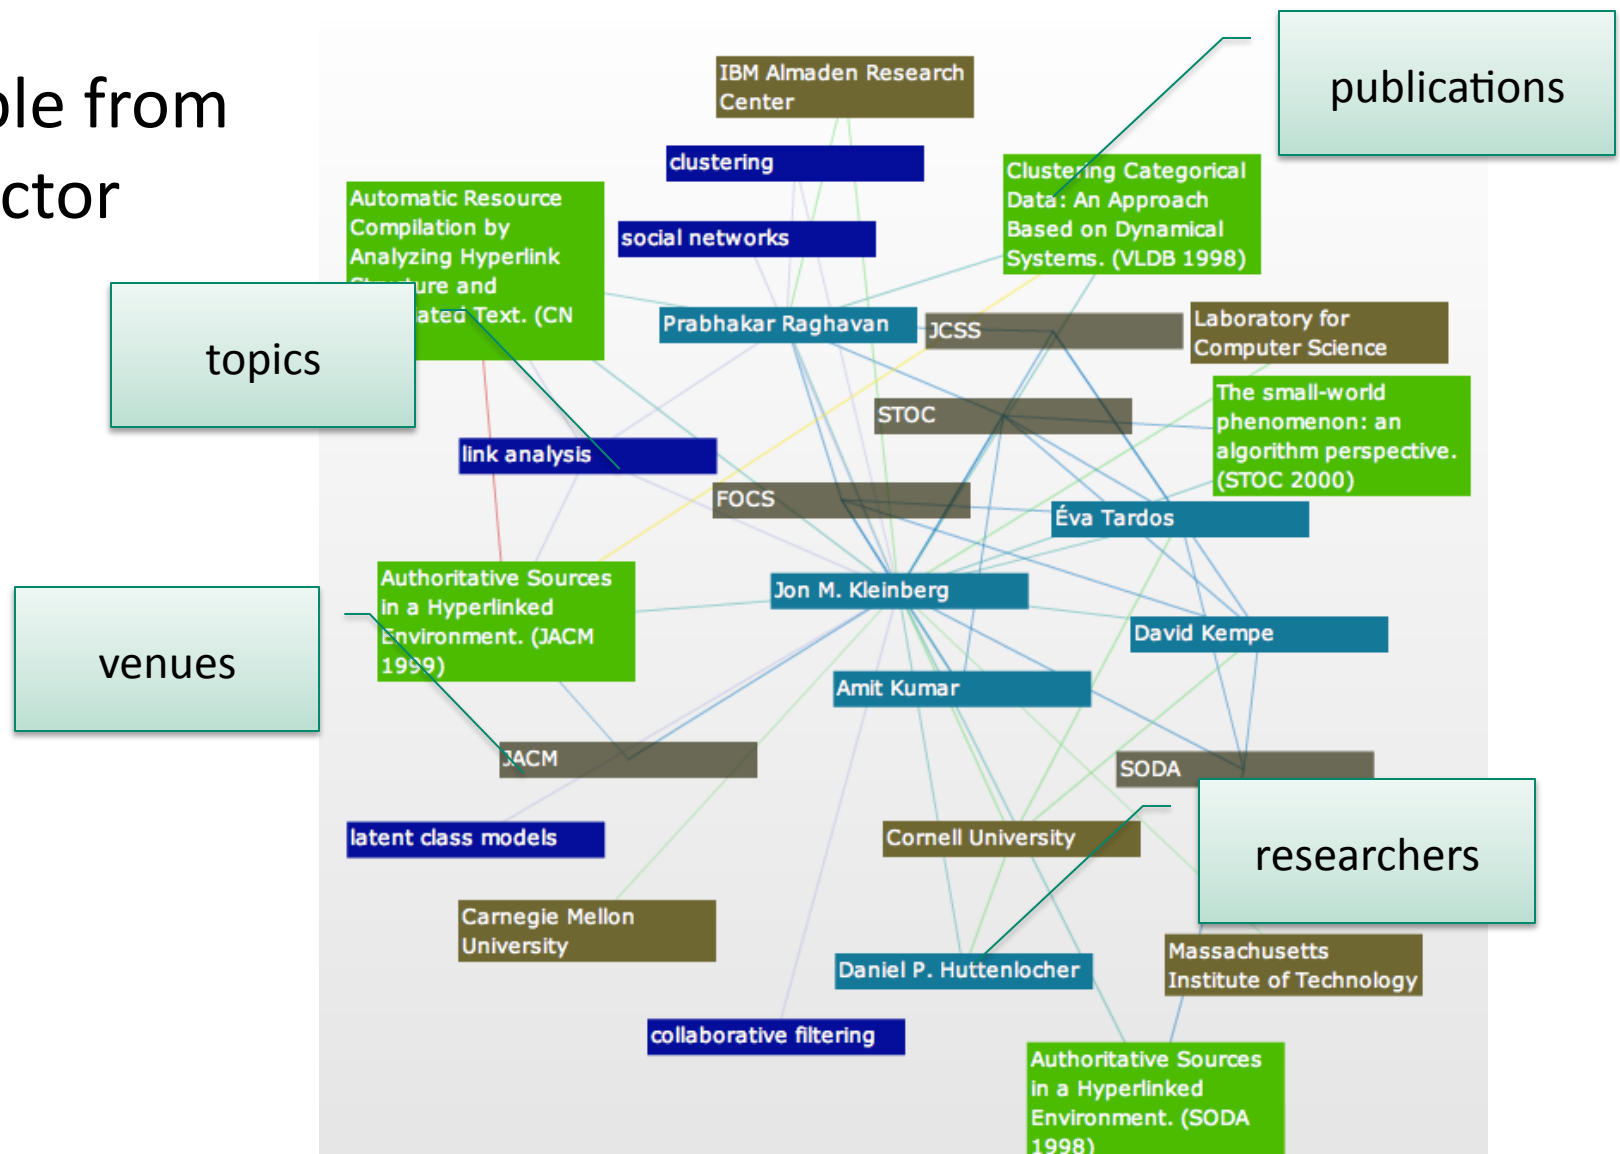 ple from
ctor
publications
IBM Almaden Research
Center
clustering
Clustering Categorical
Data: An Approach
Based on Dynamical
Systems. (VLDB 1998)
Automatic Resource
Compilation by
Analyzing Hyperlink
Structure and
lated Text. (CN
social networks
Prabhakar Raghavan
JCSS
Laboratory for
Computer Science
topics
The small-world
phenomenon: an
algorithm perspective.
(STOC 2000)
STOC
link analysis
FOCS
Éva Tardos
Authoritative Sources
in a Hyperlinked
Environment. (JACM
1999)
Jon M. Kleinberg
David Kempe
venues
Amit Kumar
JACM
SODA
latent class models
Cornell University
researchers
Carnegie Mellon
University
Daniel P. Huttenlocher
Massachusetts
Institute of Technology
collaborative filtering
Authoritative Sources
in a Hyperlinked
Environment. (SODA
1998)